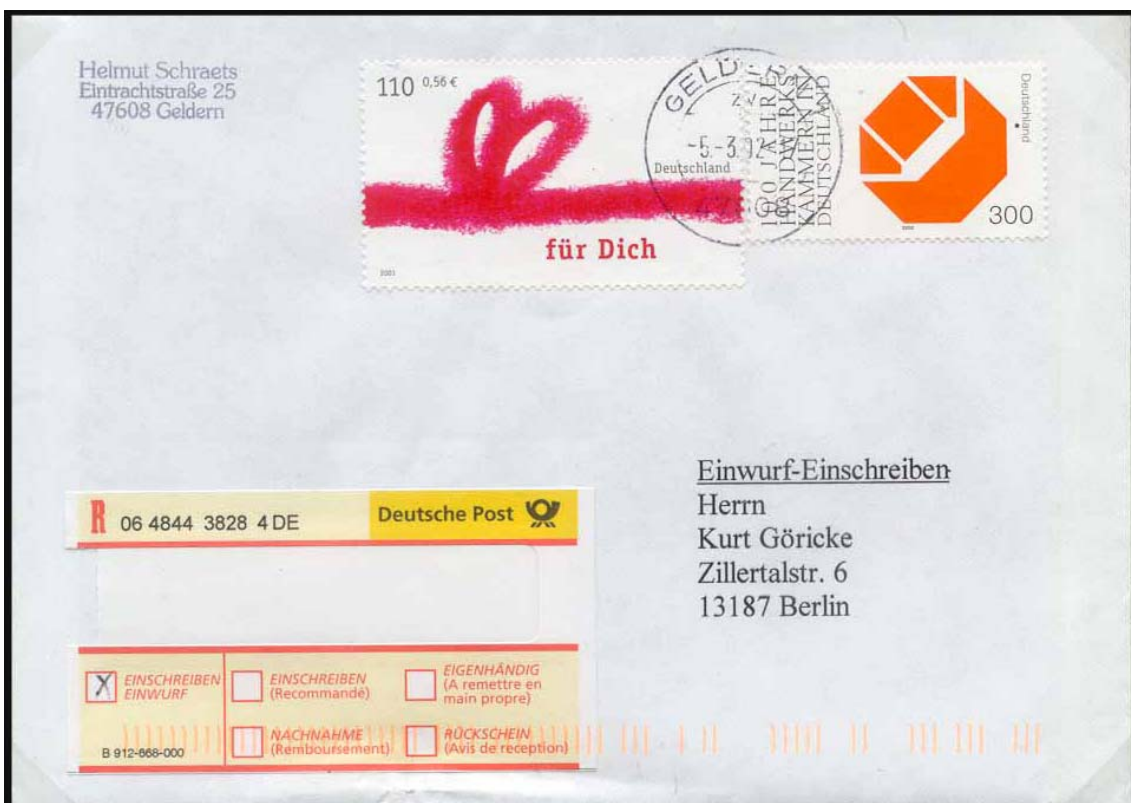 Helmut Schraets
Eintrachtstraße 25
47608 Geldern
110 0,56 €
Deutschland
für Dich
2001
GELDERN
-5.-3.02
100 JAHRE
HANDWERKS
KAMMERN IN
DEUTSCHLAND
Deutschland
300
Einwurf-Einschreiben
Herrn
Kurt Göricke
Zillertalstr. 6
13187 Berlin
R 06 4844 3828 4 DE
Deutsche Post
X EINSCHREIBEN
EINWURF
EINSCHREIBEN
(Recommandé)
EIGENHÄNDIG
(A remettre en
main propre)
NACHNAHME
(Remboursement)
RÜCKSCHEIN
(Avis de reception)
B 912-668-000